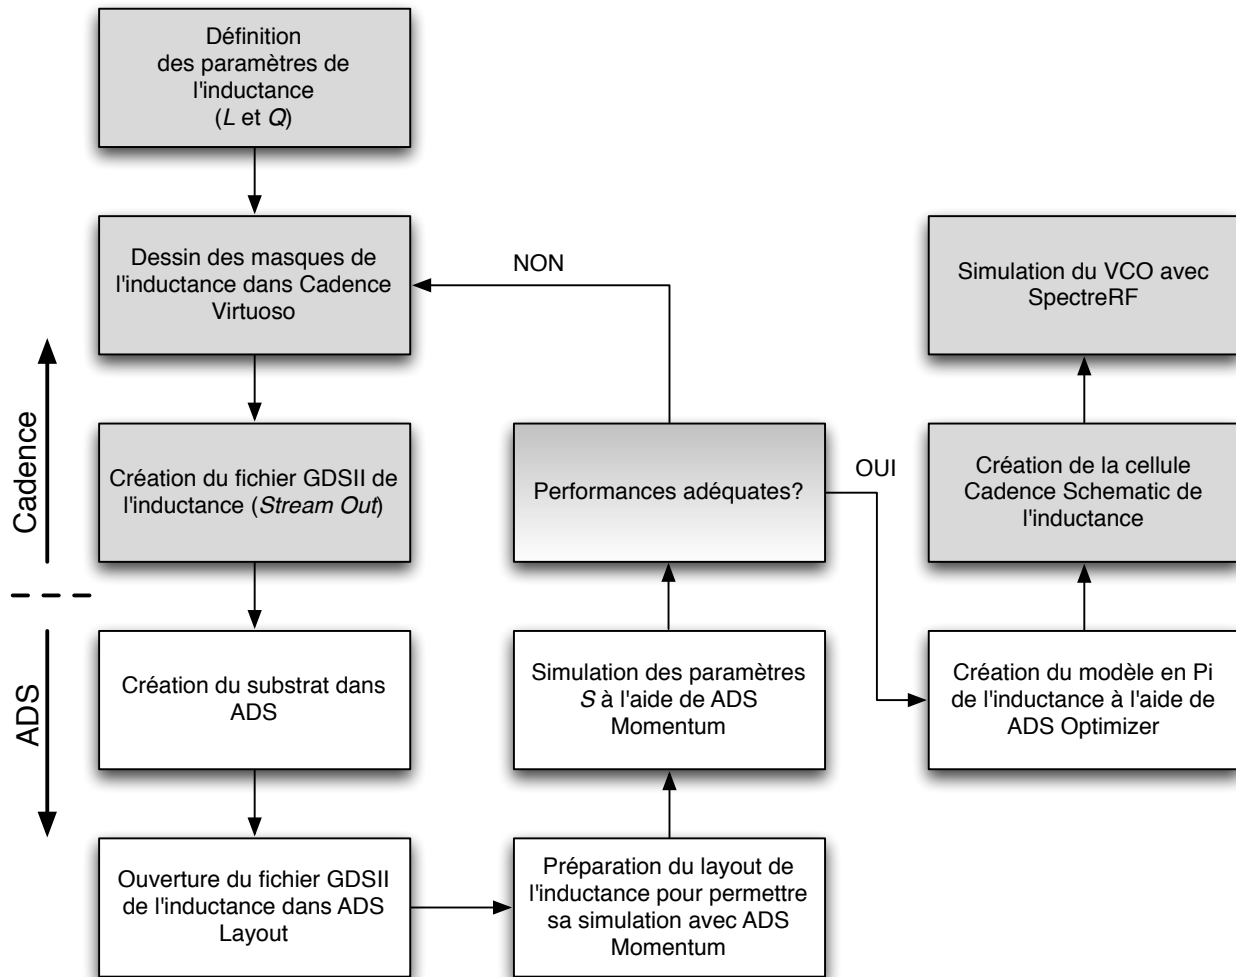 Définition
des paramètres de
l'inductance
(L et Q)
Dessin des masques de
l'inductance dans Cadence
Virtuoso
NON
Simulation du VCO avec
SpectreRF
Cadence
Création du fichier GDSII de
l'inductance (Stream Out)
Performances adéquates?
OUI
Création de la cellule
Cadence Schematic de
l'inductance
ADS
Création du substrat dans
ADS
Simulation des paramètres
S à l'aide de ADS
Momentum
Création du modèle en Pi
de l'inductance à l'aide de
ADS Optimizer
Ouverture du fichier GDSII
de l'inductance dans ADS
Layout
Préparation du layout de
l'inductance pour permettre
sa simulation avec ADS
Momentum